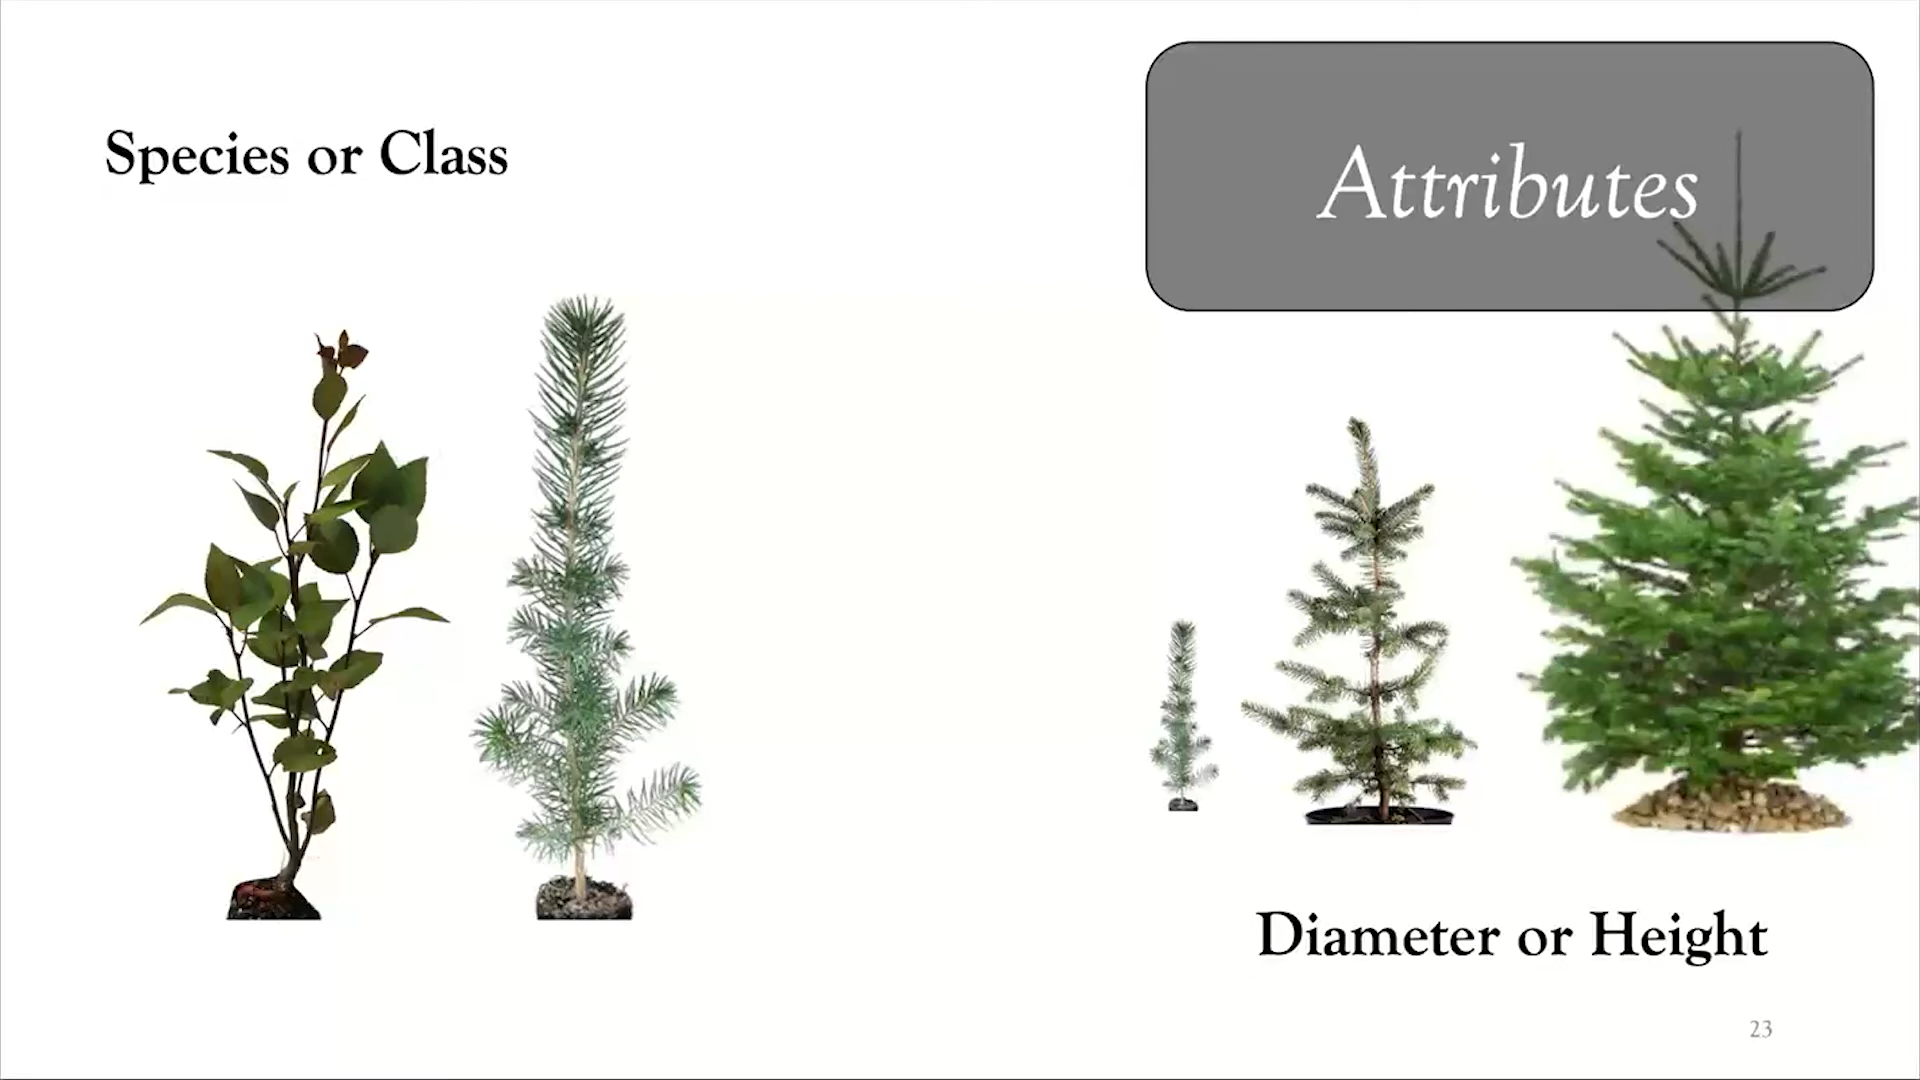 Species or Class
Attributes
Diameter or Height
23